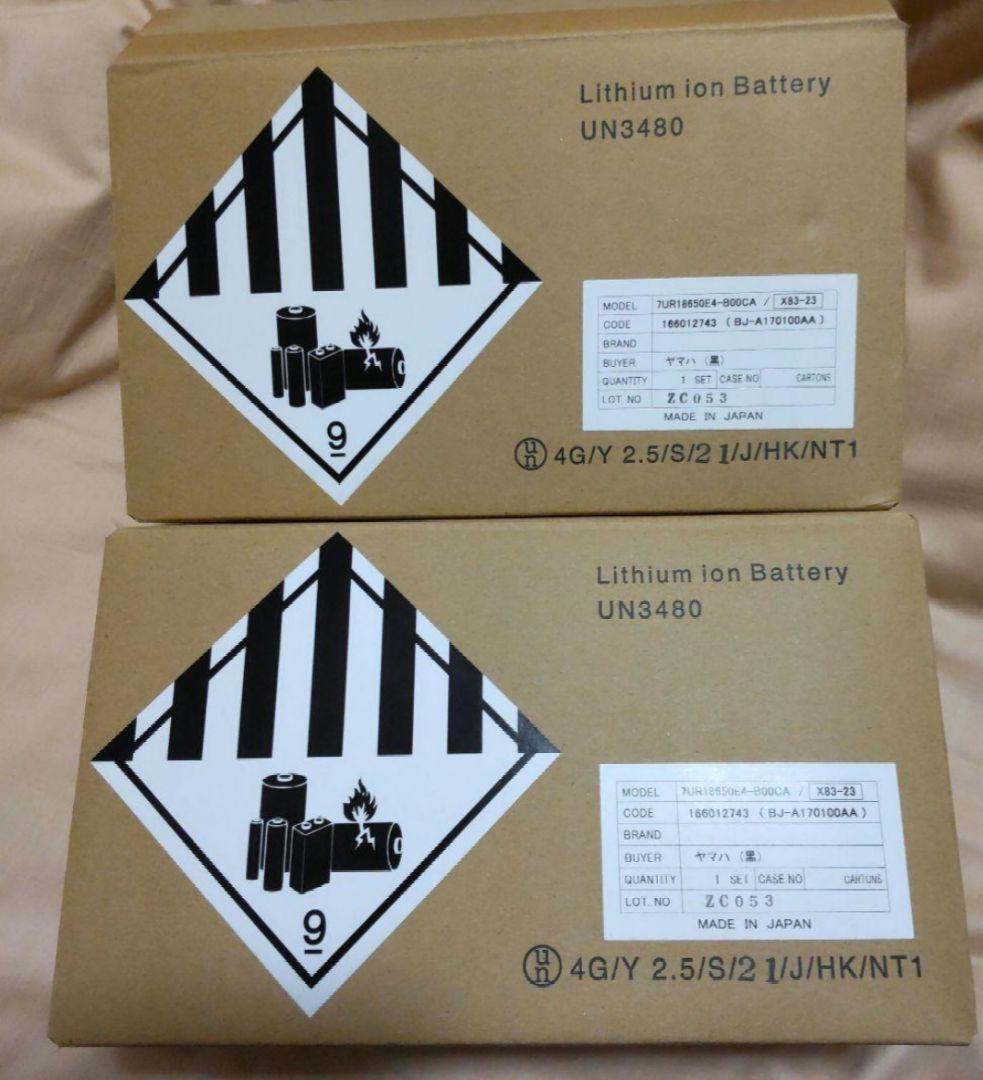 Lithium ion Battery
UN3480
MODEL 7UR18650E4-B00CA / X83-23
CODE 166012743 ( BJ-A170100AA )
BRAND
BUYER ヤマハ (黒)
QUANTITY 1 SET CASE NO CARTONS
LOT. NO ZC053
MADE IN JAPAN
un 4G/Y 2.5/S/21/J/HK/NT1
9
Lithium ion Battery
UN3480
MODEL 7UR18650E4-B00CA / X83-23
CODE 166012743 ( BJ-A170100AA )
BRAND
BUYER ヤマハ (黒)
QUANTITY 1 SET CASE NO CARTONS
LOT. NO ZC053
MADE IN JAPAN
un 4G/Y 2.5/S/21/J/HK/NT1
9